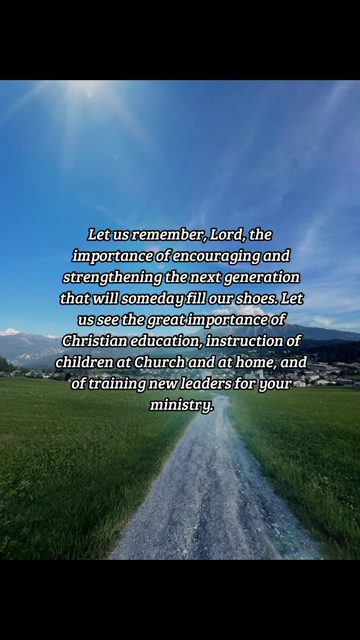 Let us remember, Lord, the
importance of encouraging and
strengthening the next generation
that will someday fill our shoes. Let
us see the great importance of
Christian education, instruction of
children at Church and at home, and
of training new leaders for your
ministry.